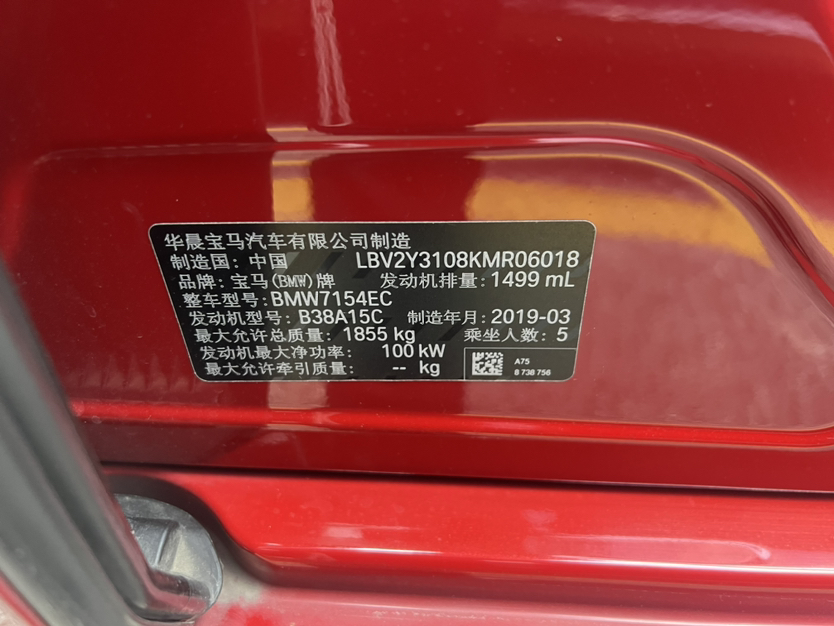 华晨宝马汽车有限公司制造
制造国：中国 LBV2Y3108KMR06018
品牌：宝马(BMW)牌 发动机排量：1499 mL
整车型号：BMW7154EC
发动机型号：B38A15C 制造年月：2019-03
最大允许总质量：1855 kg 乘坐人数：5
发动机最大净功率：100 kW
最大允许牵引质量：-- kg
A75
8 738 756